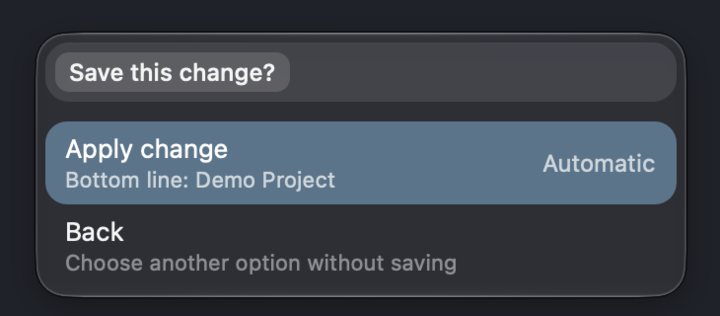 Save this change?
Apply change
Automatic
Bottom line: Demo Project
Back
Choose another option without saving